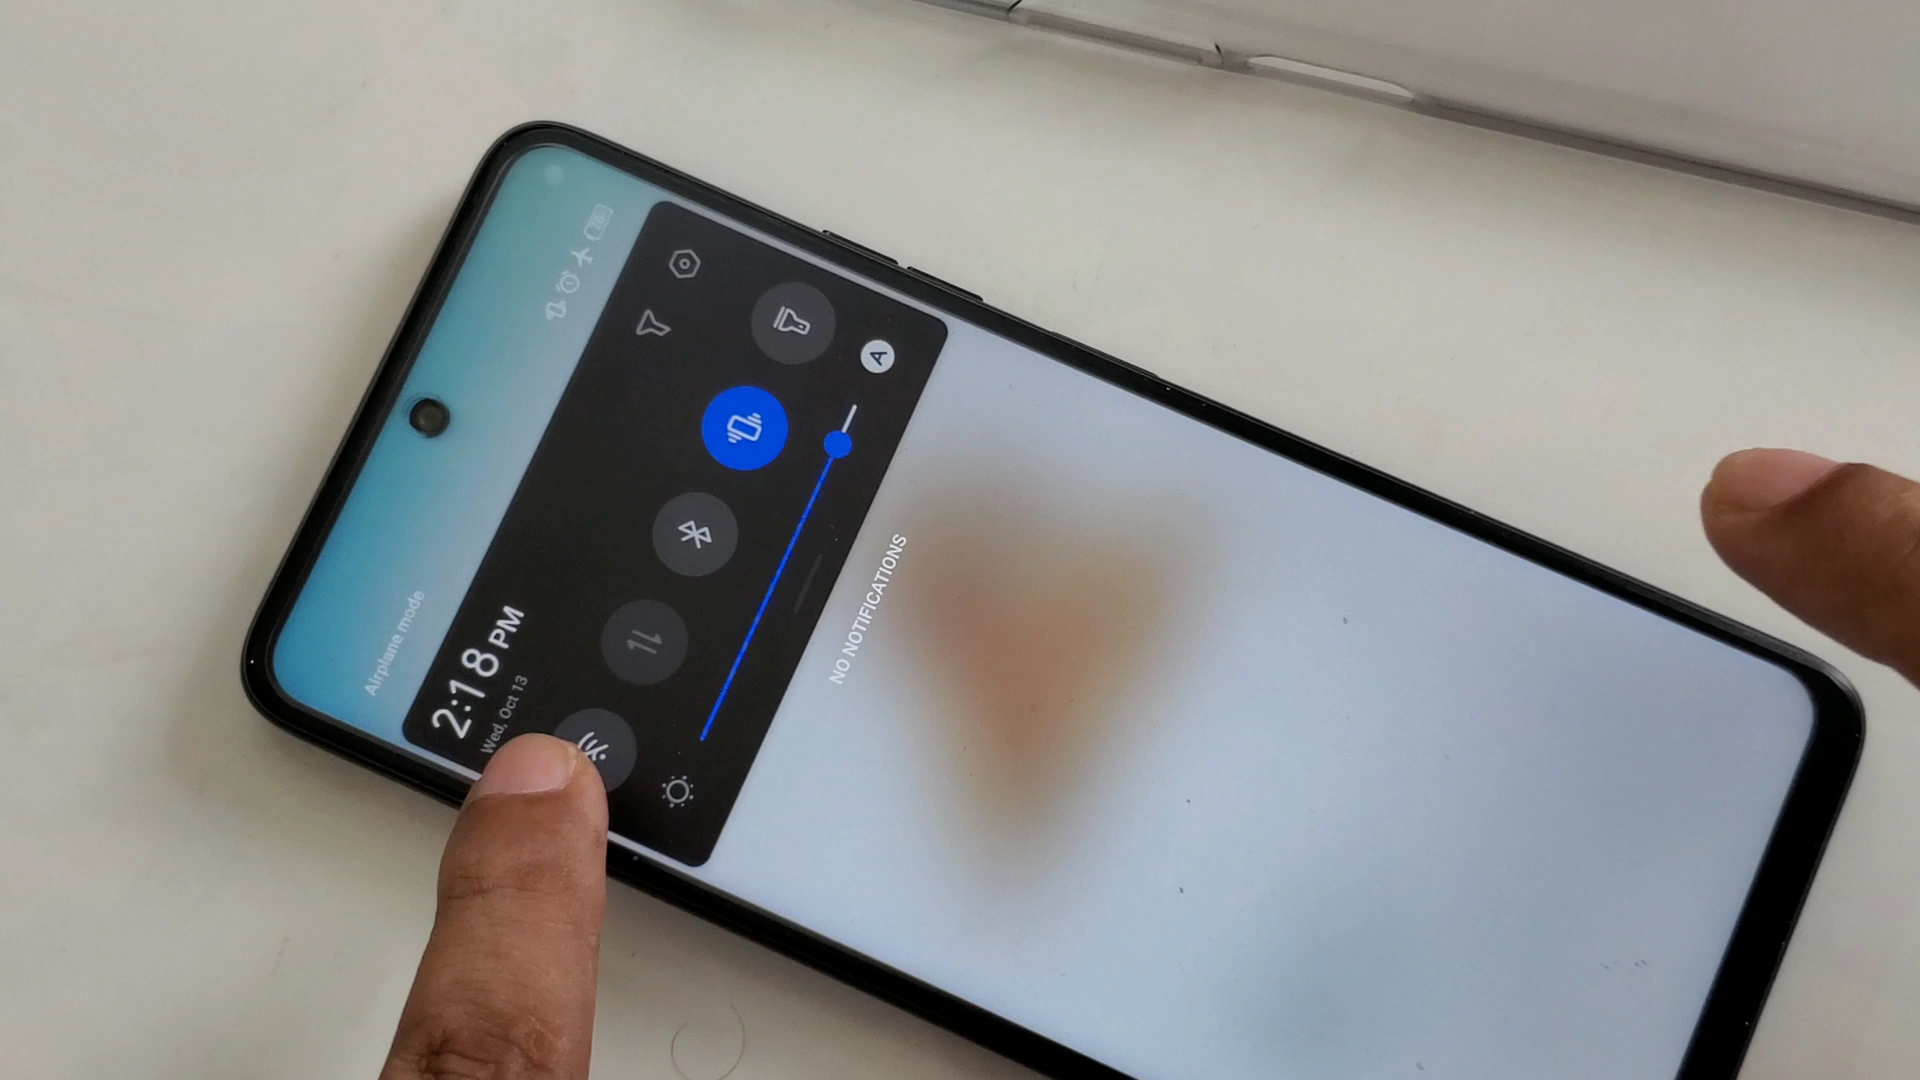 Airplane mode
2:18 PM
Wed, Oct 13
A
NO NOTIFICATIONS